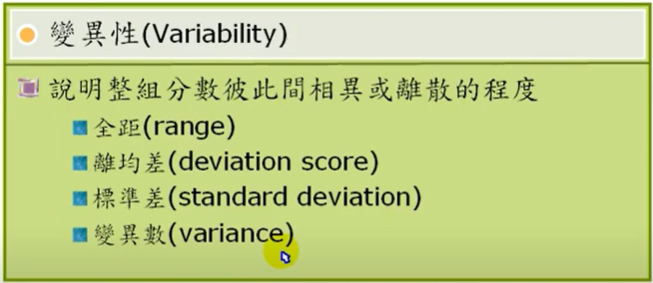 變異性(Variability)
說明整組分數彼此間相異或離散的程度
全距(range)
離均差(deviation score)
標準差(standard deviation)
變異數(variance)